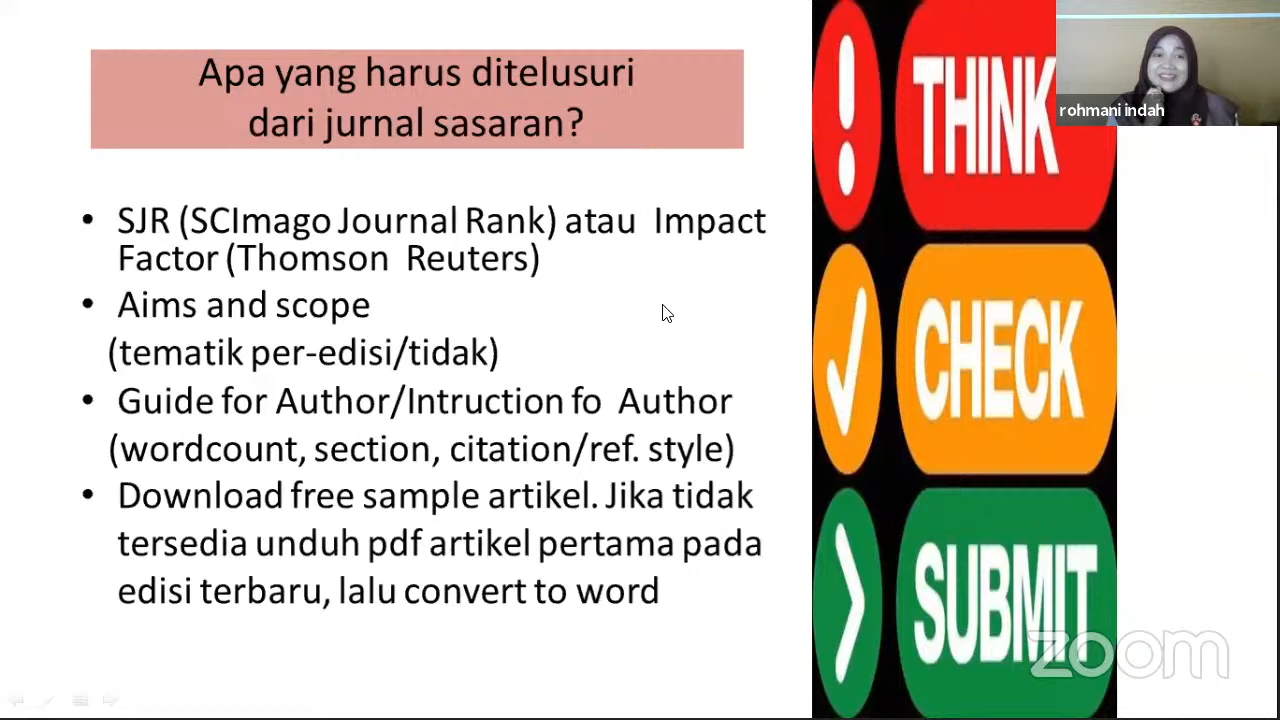 Apa yang harus ditelusuri
dari jurnal sasaran?
• SJR (SCImago Journal Rank) atau Impact
Factor (Thomson Reuters)
• Aims and scope
(tematik per-edisi/tidak)
• Guide for Author/Intruction fo Author
(wordcount, section, citation/ref. style)
• Download free sample artikel. Jika tidak
tersedia unduh pdf artikel pertama pada
edisi terbaru, lalu convert to word
! THINK
CHECK
SUBMIT
rohmani indah
zoom